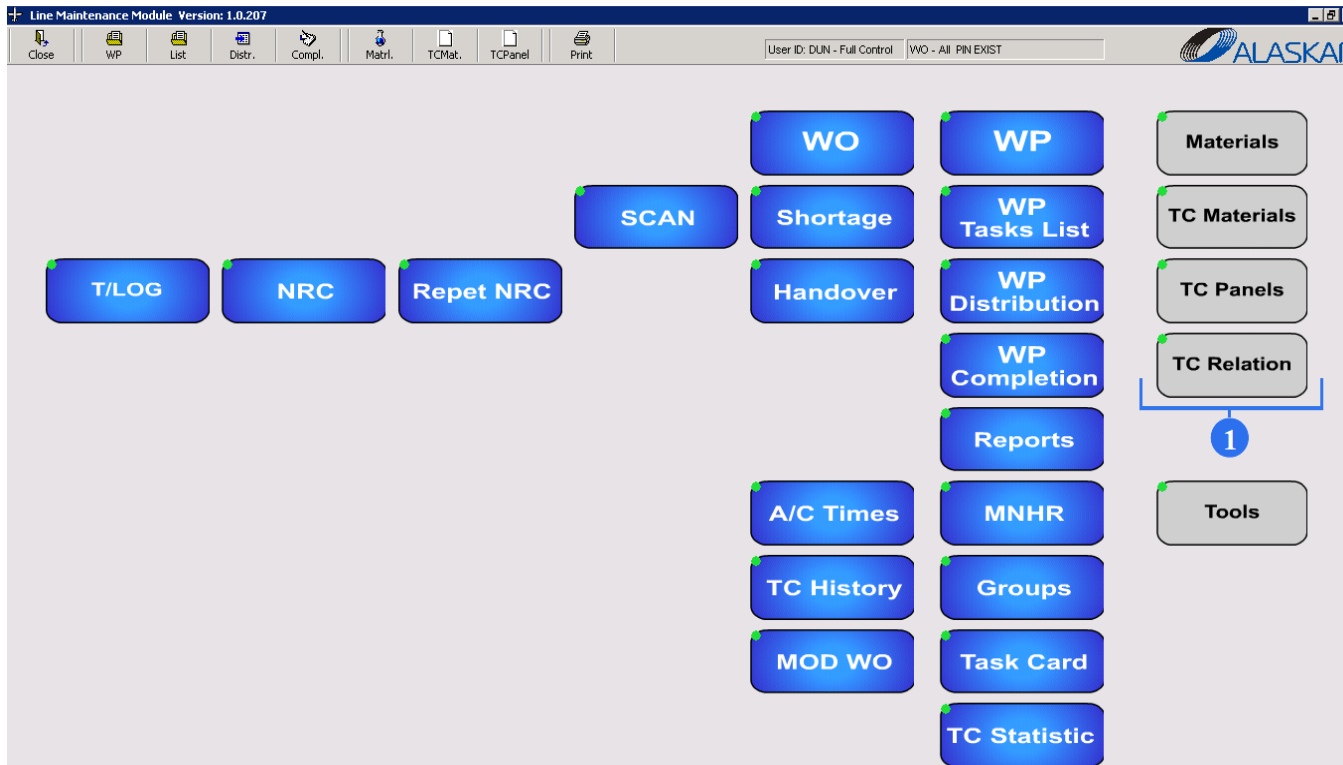 Line Maintenance Module Version: 1.0.207
Close WP List Distr. Compl. Matrl. TCMat. TCPanel Print
User ID: DUN - Full Control WO - All PIN EXIST
ALASKAR
WO WP Materials
SCAN Shortage WP Tasks List TC Materials
T/LOG NRC Repet NRC Handover WP Distribution TC Panels
WP Completion TC Relation
Reports
1
A/C Times MNHR Tools
TC History Groups
MOD WO Task Card
TC Statistic